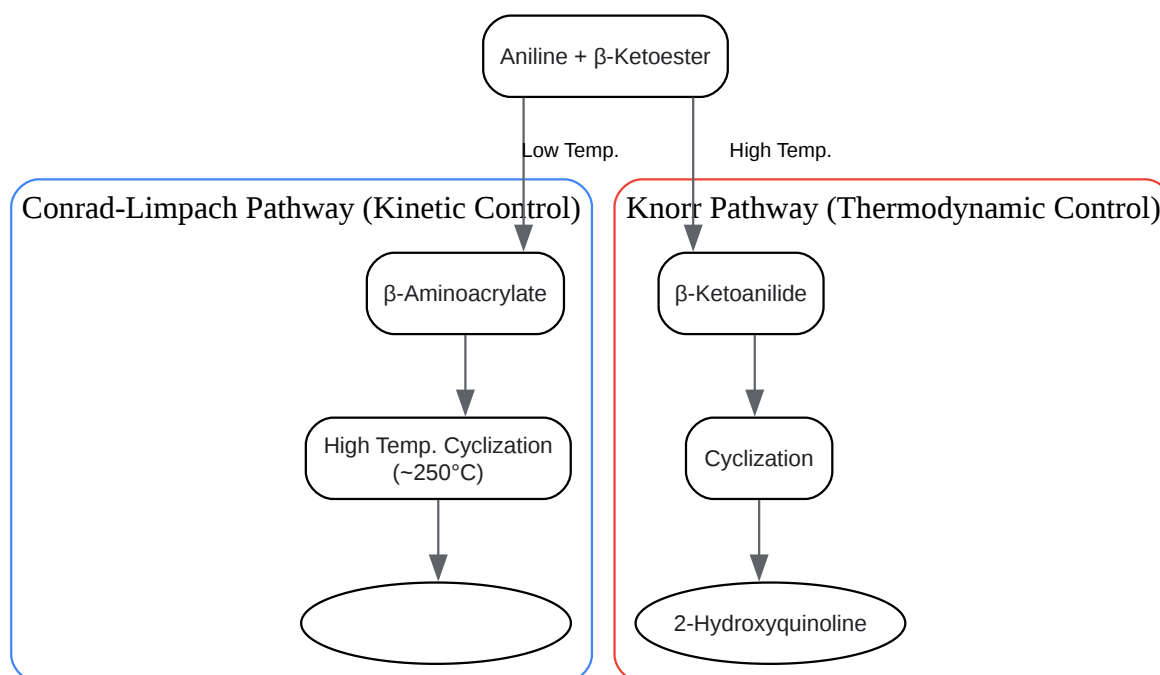 Aniline + β-Ketoester
Low Temp.
High Temp.
Conrad-Limpach Pathway (Kinetic Control)
Knorr Pathway (Thermodynamic Control)
β-Aminoacrylate
β-Ketoanilide
High Temp. Cyclization
(~250°C)
Cyclization
2-Hydroxyquinoline